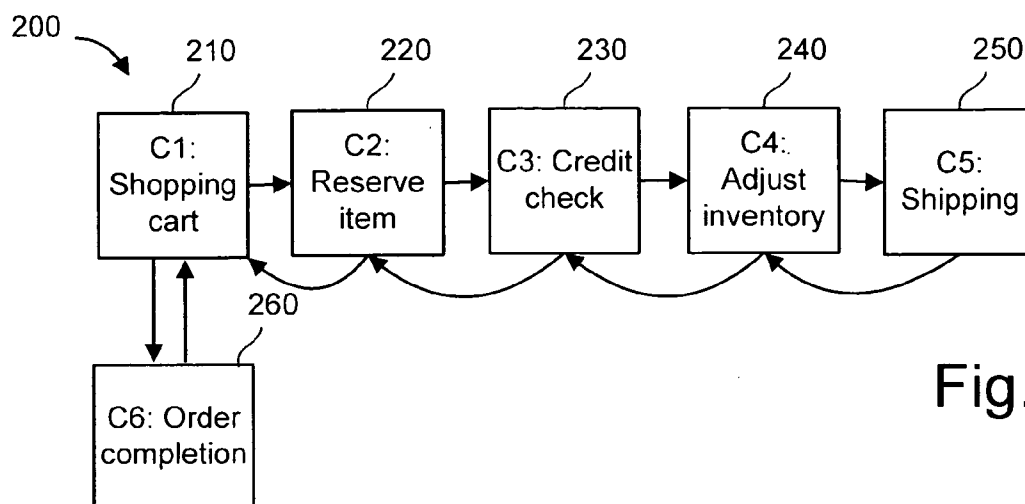 200
210
220
230
240
250
C1:
Shopping
cart
C2:
Reserve
item
C3: Credit
check
C4:
Adjust
inventory
C5:
Shipping
260
C6: Order
completion
Fig.